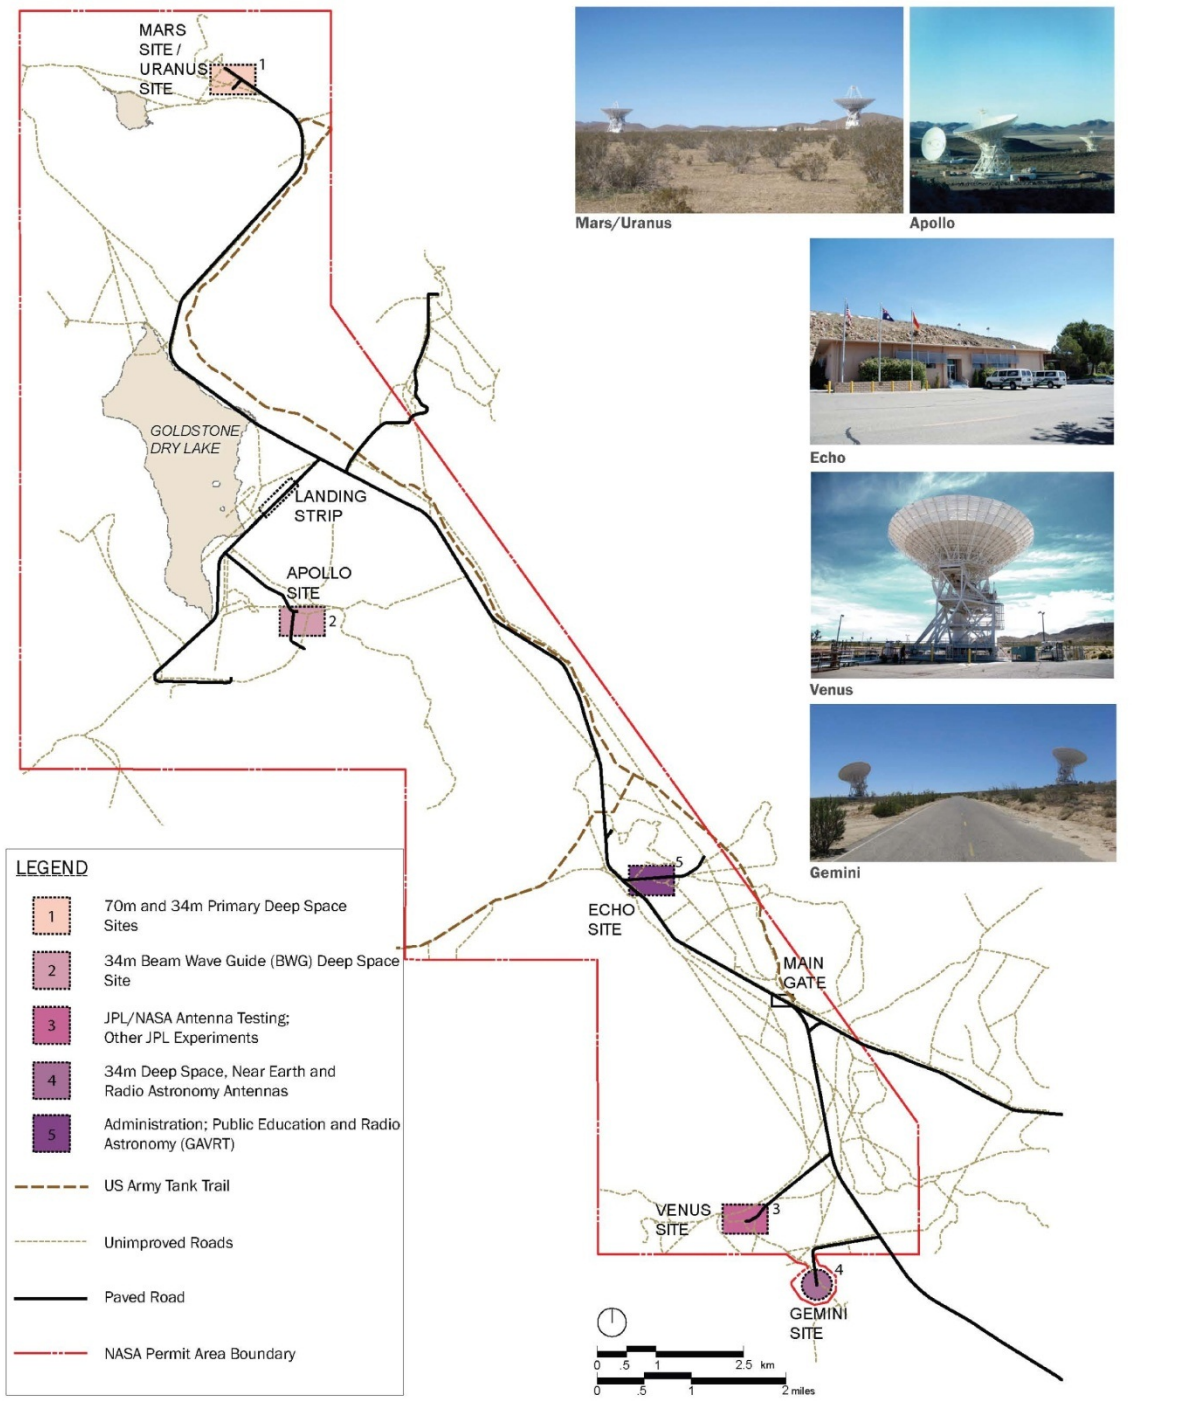 MARS
SITE /
URANUS
SITE
1
Mars/Uranus
Apollo
Echo
Venus
Gemini
GOLDSTONE
DRY LAKE
LANDING
STRIP
APOLLO
SITE
2
5
ECHO
SITE
MAIN
GATE
VENUS
SITE
3
4
GEMINI
SITE
LEGEND
1
70m and 34m Primary Deep Space
Sites
2
34m Beam Wave Guide (BWG) Deep Space
Site
3
JPL/NASA Antenna Testing;
Other JPL Experiments
4
34m Deep Space, Near Earth and
Radio Astronomy Antennas
5
Administration; Public Education and Radio
Astronomy (GAVRT)
US Army Tank Trail
Unimproved Roads
Paved Road
NASA Permit Area Boundary
0 .5 1 2.5 km
0 .5 1 2 miles